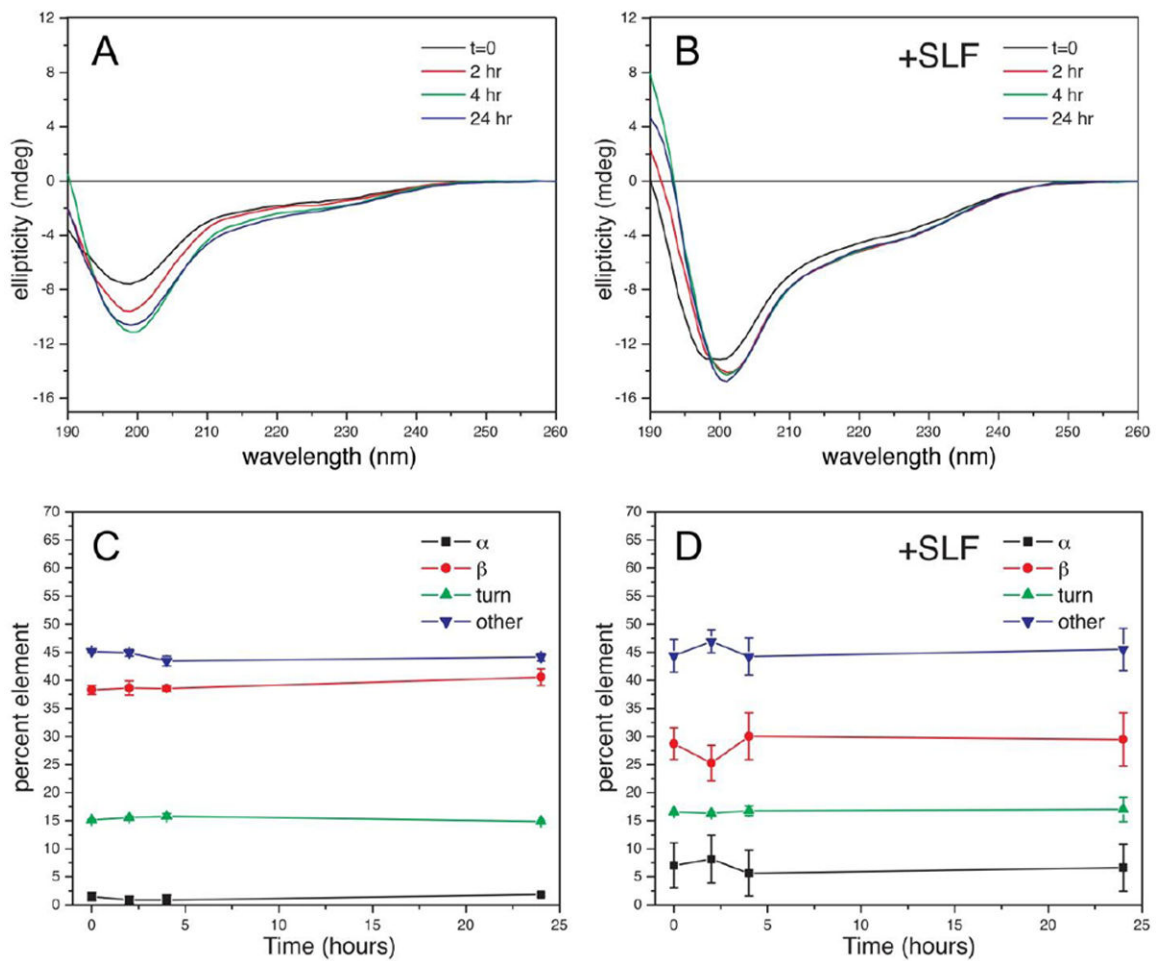 A
t=0
2 hr
4 hr
24 hr
12
8
4
0
-4
-8
-12
-16
ellipticity (mdeg)
190 200 210 220 230 240 250 260
wavelength (nm)
B
+SLF
t=0
2 hr
4 hr
24 hr
12
8
4
0
-4
-8
-12
-16
ellipticity (mdeg)
190 200 210 220 230 240 250 260
wavelength (nm)
C
α
β
turn
other
70
65
60
55
50
45
40
35
30
25
20
15
10
5
0
percent element
0 5 10 15 20 25
Time (hours)
D
+SLF
α
β
turn
other
70
65
60
55
50
45
40
35
30
25
20
15
10
5
0
percent element
0 5 10 15 20 25
Time (hours)